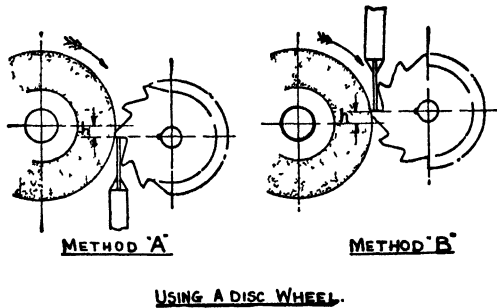 h
h
METHOD "A"
METHOD "B"
USING A DISC WHEEL.